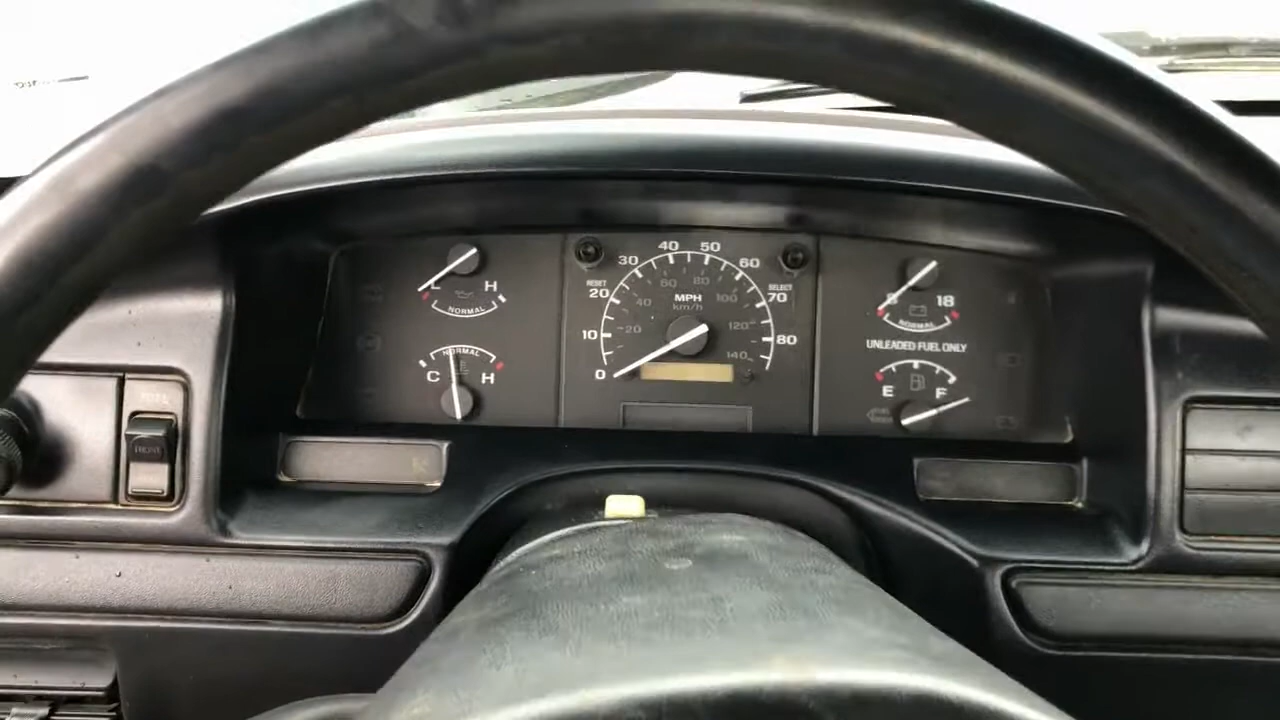 L H
NORMAL
NORMAL
C H
RESET
SELECT
0 10 20 30 40 50 60 70 80
MPH
km/h
20 40 60 80 100 120 140
8 18
NORMAL
UNLEADED FUEL ONLY
E F